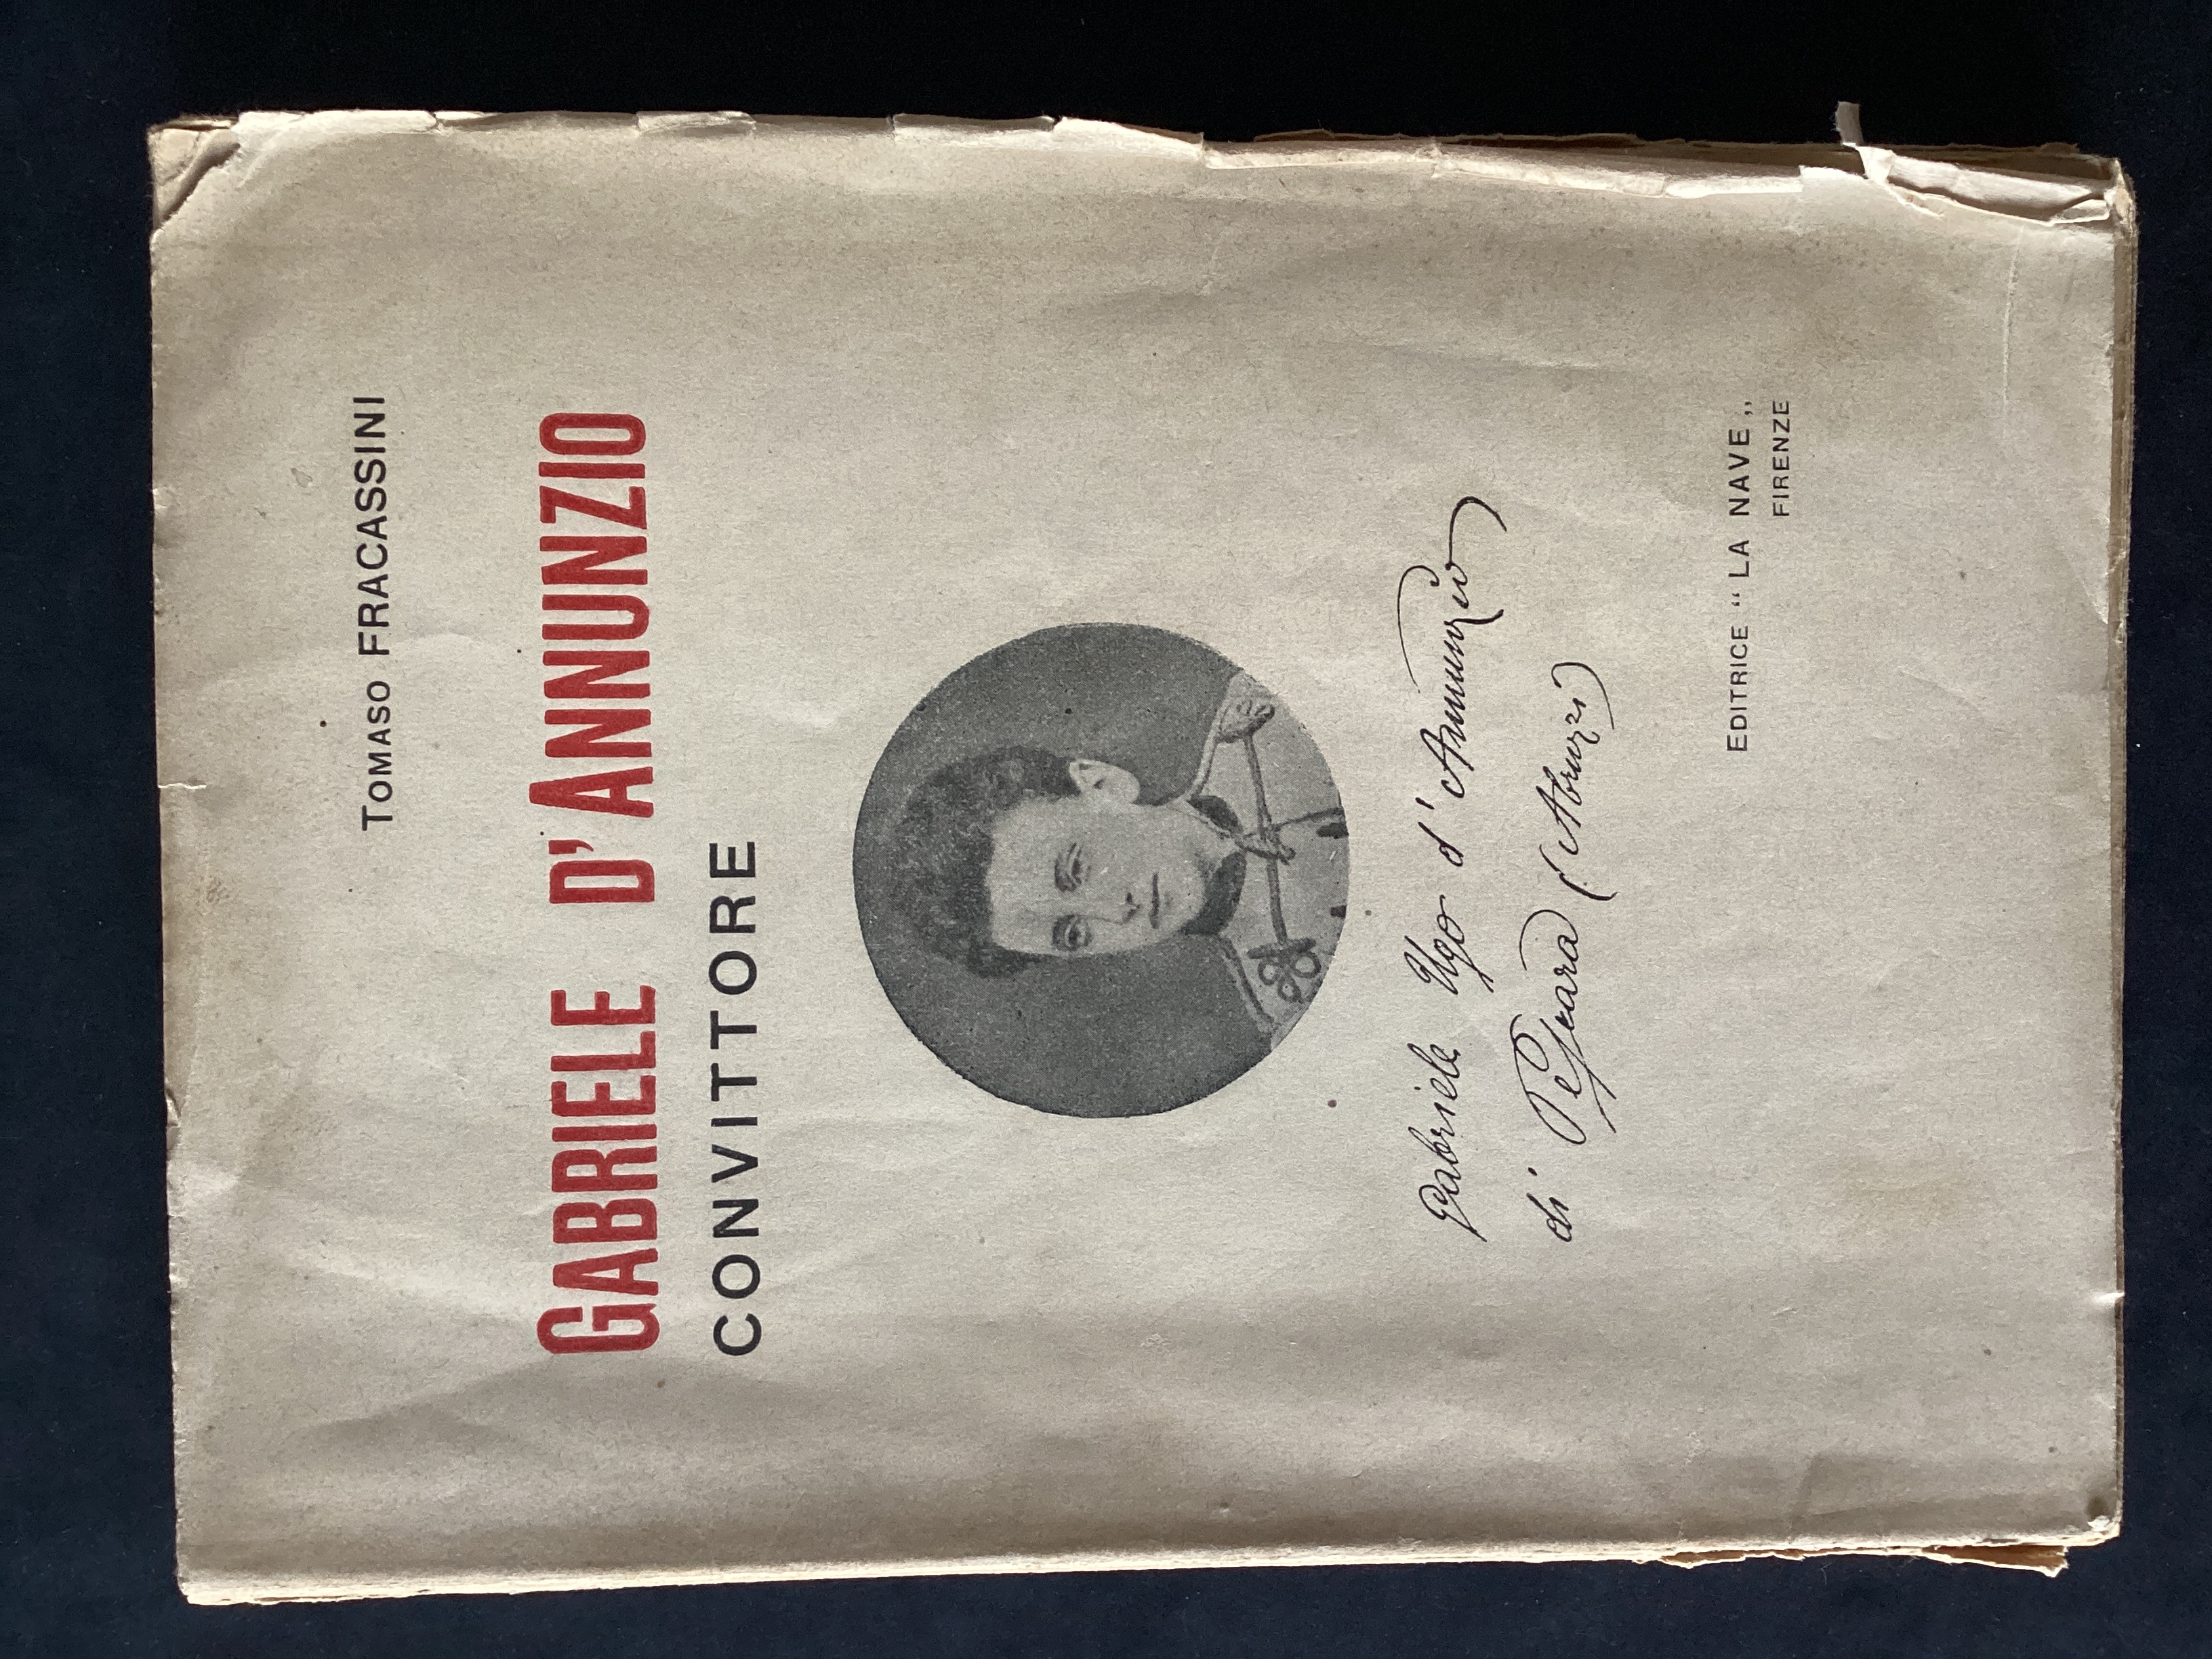 TOMASO FRACASSINI
GABRIELE D'ANNUNZIO
CONVITTORE
Gabriele Ugo d'Annunzio
di Pescara (Abruzzi)
EDITRICE “ LA NAVE „
FIRENZE